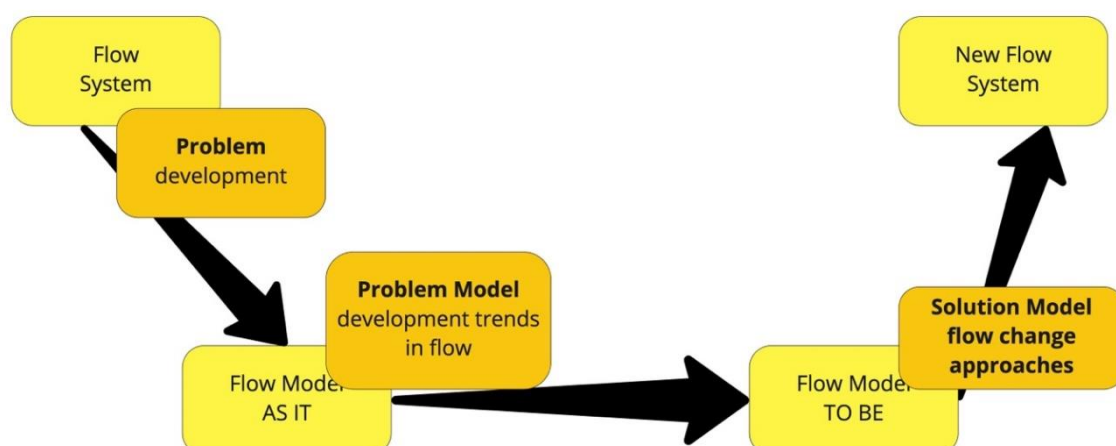 Flow
System
Problem
development
Problem Model
development trends
in flow
Flow Model
AS IT
Flow Model
TO BE
Solution Model
flow change
approaches
New Flow
System